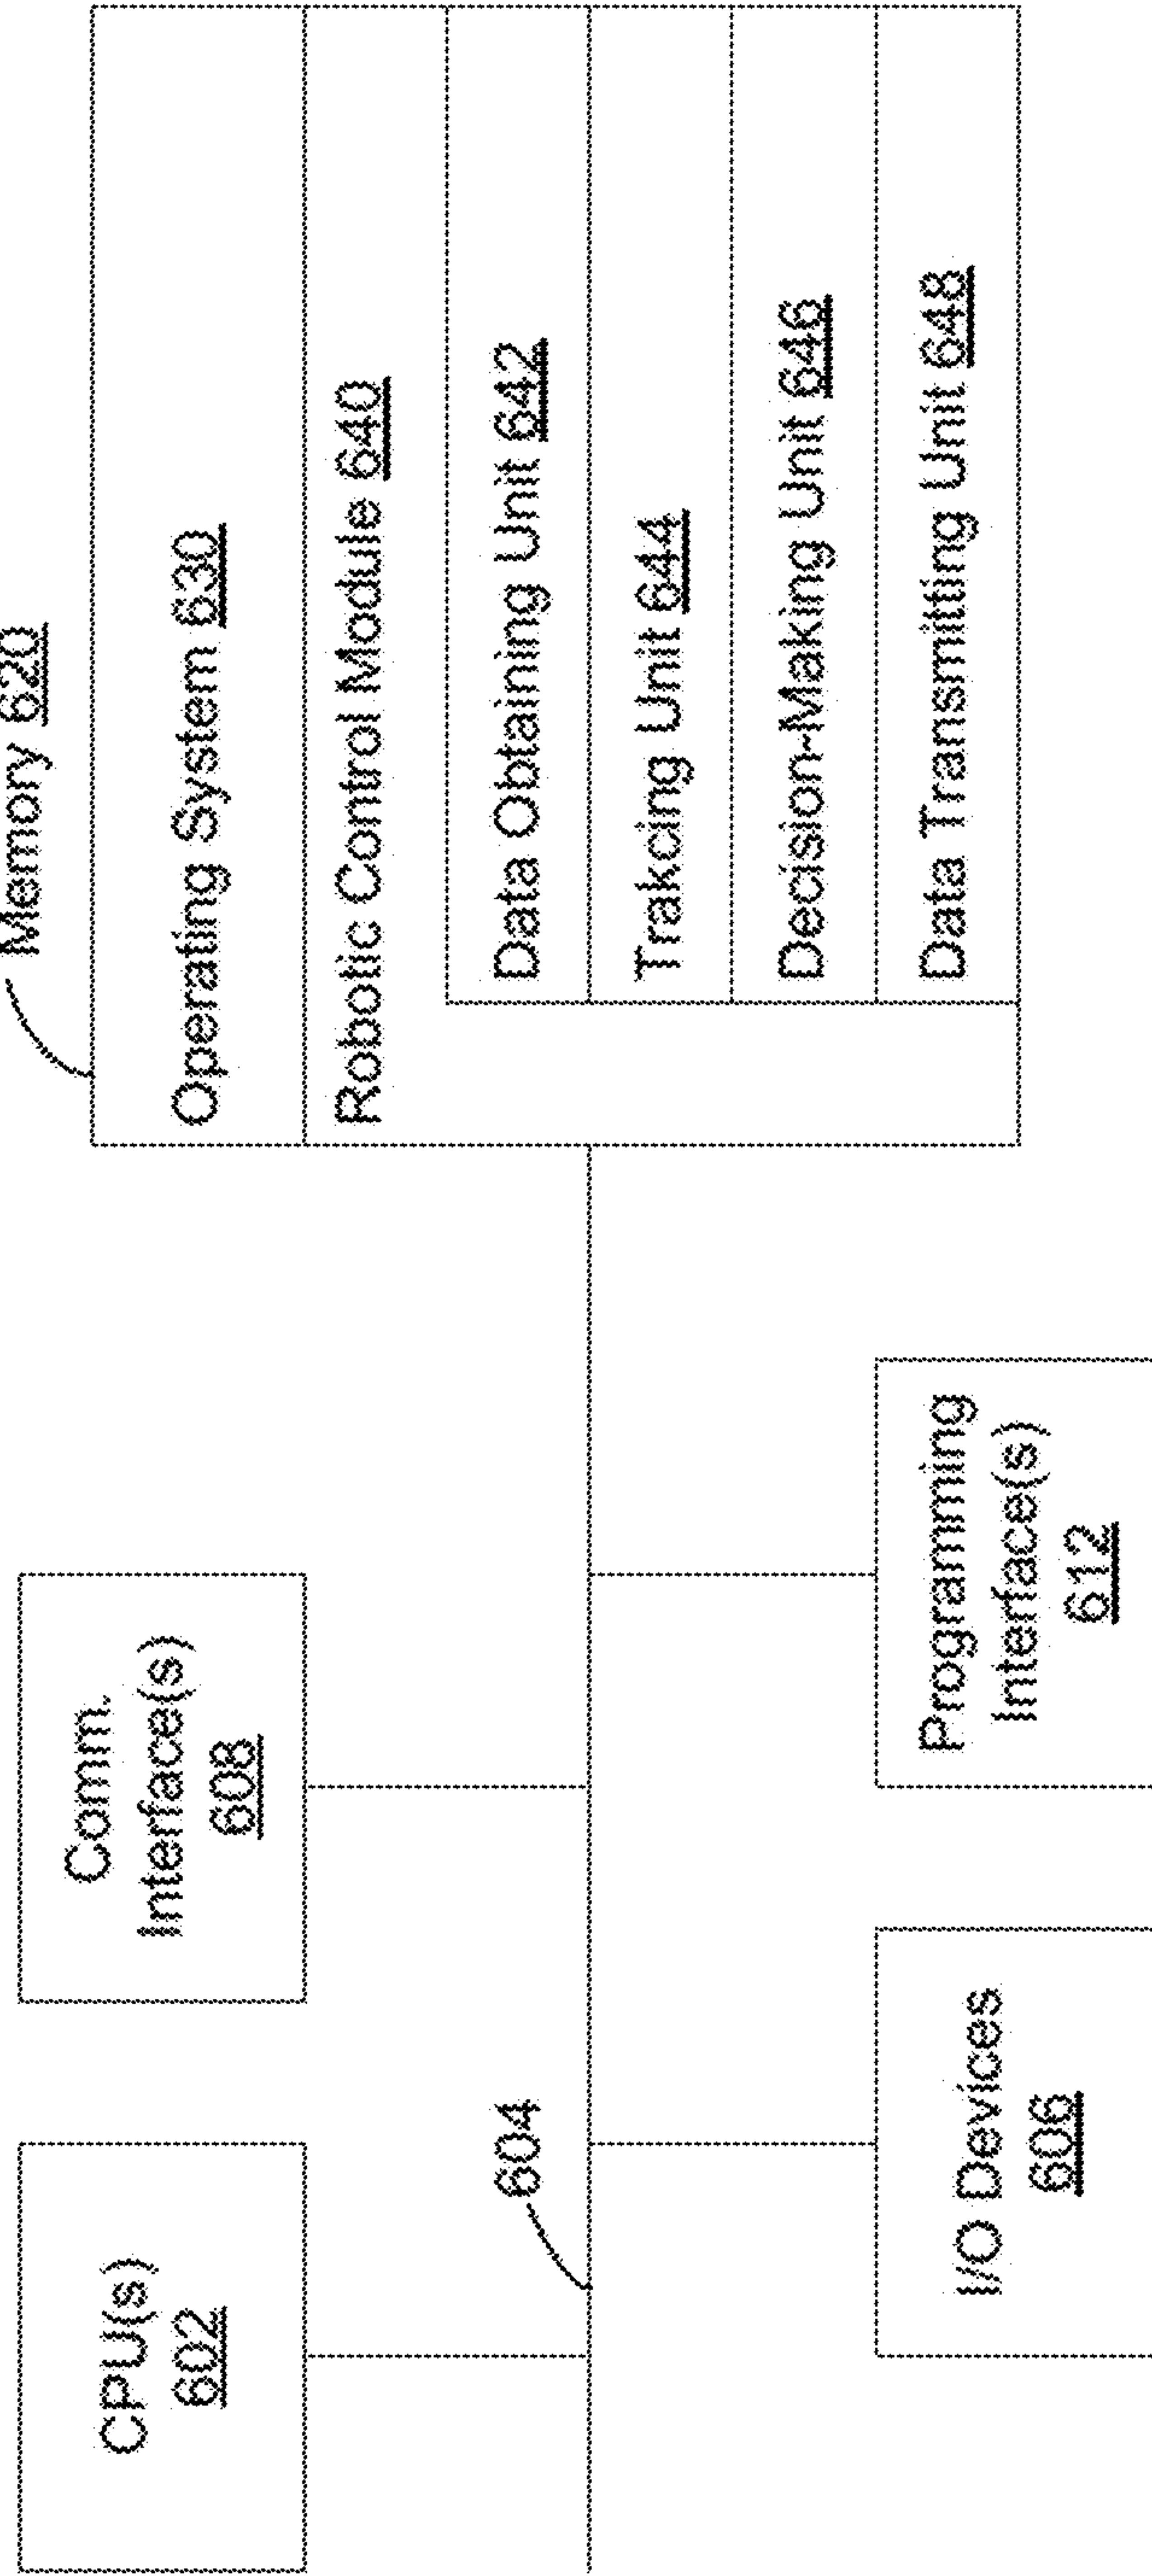 CPU(s)
602
Comm.
Interface(s)
608
604
I/O Devices
606
Programming
Interface(s)
612
Memory 620
Operating System 630
Robotic Control Module 640
Data Obtaining Unit 642
Trakcing Unit 644
Decision-Making Unit 646
Data Transmitting Unit 648